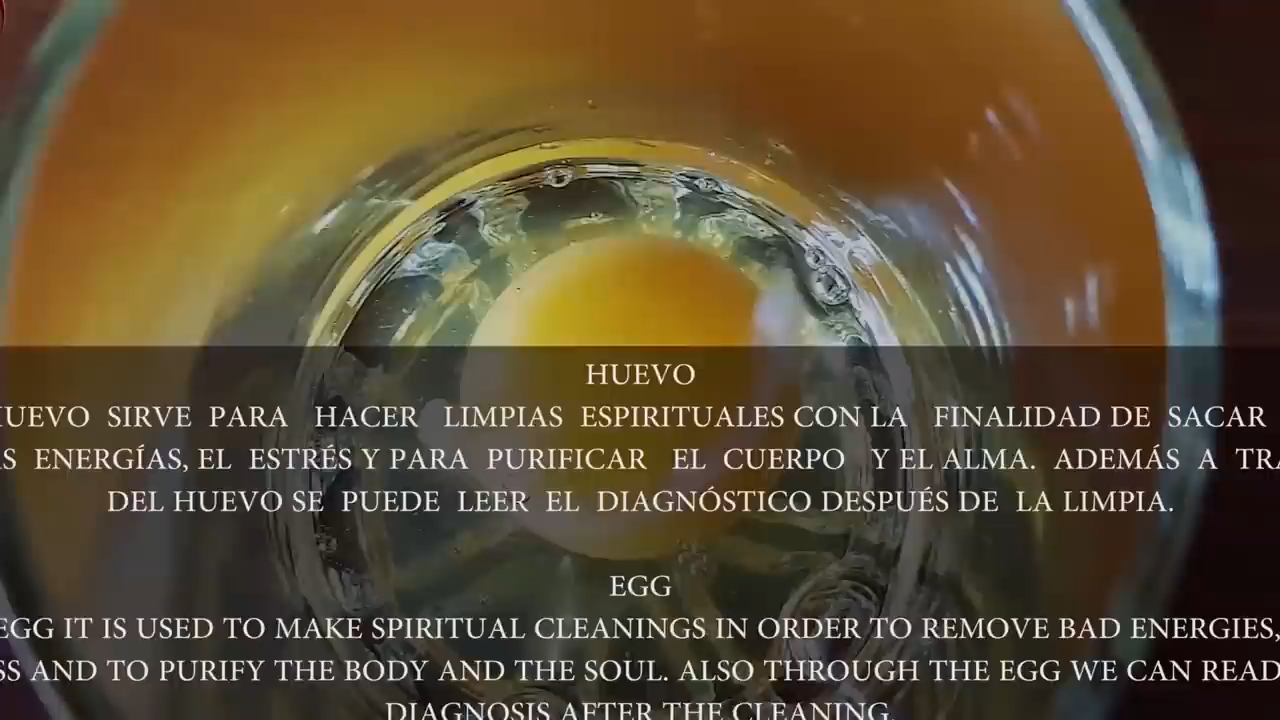 HUEVO
HUEVO SIRVE PARA HACER LIMPIAS ESPIRITUALES CON LA FINALIDAD DE SACAR
ENERGÍAS, EL ESTRÉS Y PARA PURIFICAR EL CUERPO Y EL ALMA. ADEMÁS A
DEL HUEVO SE PUEDE LEER EL DIAGNÓSTICO DESPUÉS DE LA LIMPIA.
EGG
EGG IT IS USED TO MAKE SPIRITUAL CLEANINGS IN ORDER TO REMOVE BAD ENERGIES,
AND TO PURIFY THE BODY AND THE SOUL. ALSO THROUGH THE EGG WE CAN READ
DIAGNOSIS AFTER THE CLEANING.